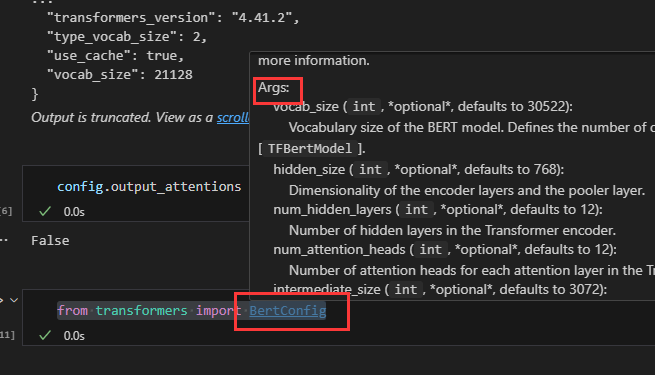 ...
"transformers_version": "4.41.2",
"type_vocab_size": 2,
"use_cache": true,
"vocab_size": 21128
}
Output is truncated. View as a scrolle
more information.
Args:
vocab_size (int, *optional*, defaults to 30522):
Vocabulary size of the BERT model. Defines the number of
[TFBertModel].
hidden_size (int, *optional*, defaults to 768):
Dimensionality of the encoder layers and the pooler layer.
num_hidden_layers (int, *optional*, defaults to 12):
Number of hidden layers in the Transformer encoder.
num_attention_heads (int, *optional*, defaults to 12):
Number of attention heads for each attention layer in the Tr
intermediate_size (int, *optional*, defaults to 3072):
config.output_attentions
[6]
0.0s
False
from transformers import BertConfig
11]
0.0s